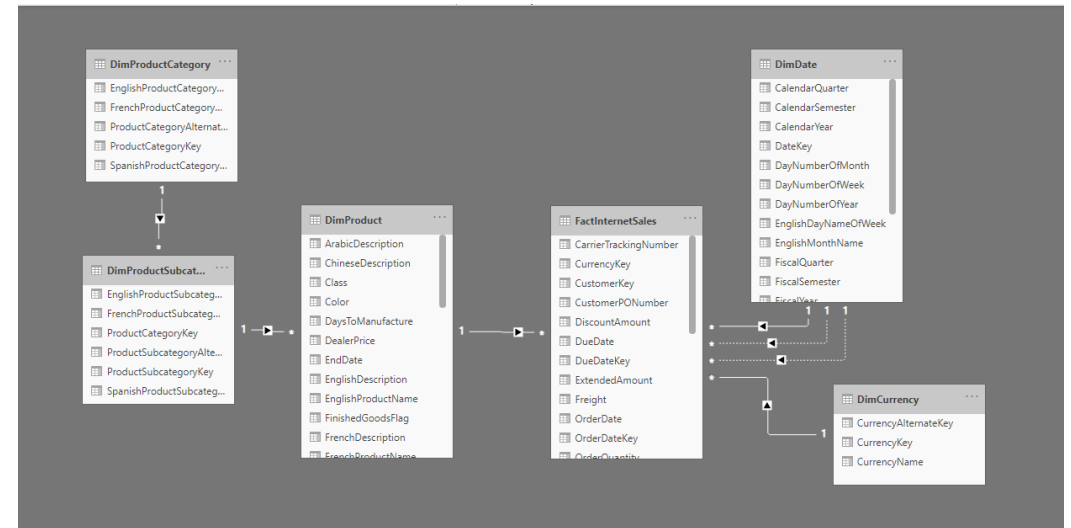 DimProductCategory ...
EnglishProductCategory...
FrenchProductCategory...
ProductCategoryAlternat...
ProductCategoryKey
SpanishProductCategory...
1
*
DimProductSubcat... ...
EnglishProductSubcateg...
FrenchProductSubcateg...
ProductCategoryKey
ProductSubcategoryAlte...
ProductSubcategoryKey
SpanishProductSubcateg...
1 *
DimProduct ...
ArabicDescription
ChineseDescription
Class
Color
DaysToManufacture
DealerPrice
EndDate
EnglishDescription
EnglishProductName
FinishedGoodsFlag
FrenchDescription
FrenchProductName
1 *
FactInternetSales ...
CarrierTrackingNumber
CurrencyKey
CustomerKey
CustomerPONumber
DiscountAmount
DueDate
DueDateKey
ExtendedAmount
Freight
OrderDate
OrderDateKey
OrderQuantity
*
*
*
*
DimDate ...
CalendarQuarter
CalendarSemester
CalendarYear
DateKey
DayNumberOfMonth
DayNumberOfWeek
DayNumberOfYear
EnglishDayNameOfWeek
EnglishMonthName
FiscalQuarter
FiscalSemester
FiscalYear
1 1 1
1
DimCurrency ...
CurrencyAlternateKey
CurrencyKey
CurrencyName